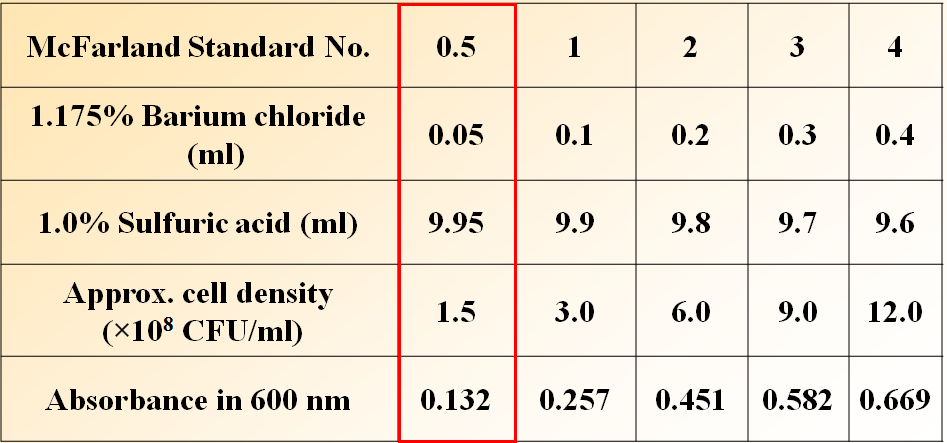 McFarland Standard No. 0.5 1 2 3 4
1.175% Barium chloride
(ml) 0.05 0.1 0.2 0.3 0.4
1.0% Sulfuric acid (ml) 9.95 9.9 9.8 9.7 9.6
Approx. cell density
(×10⁸ CFU/ml) 1.5 3.0 6.0 9.0 12.0
Absorbance in 600 nm 0.132 0.257 0.451 0.582 0.669